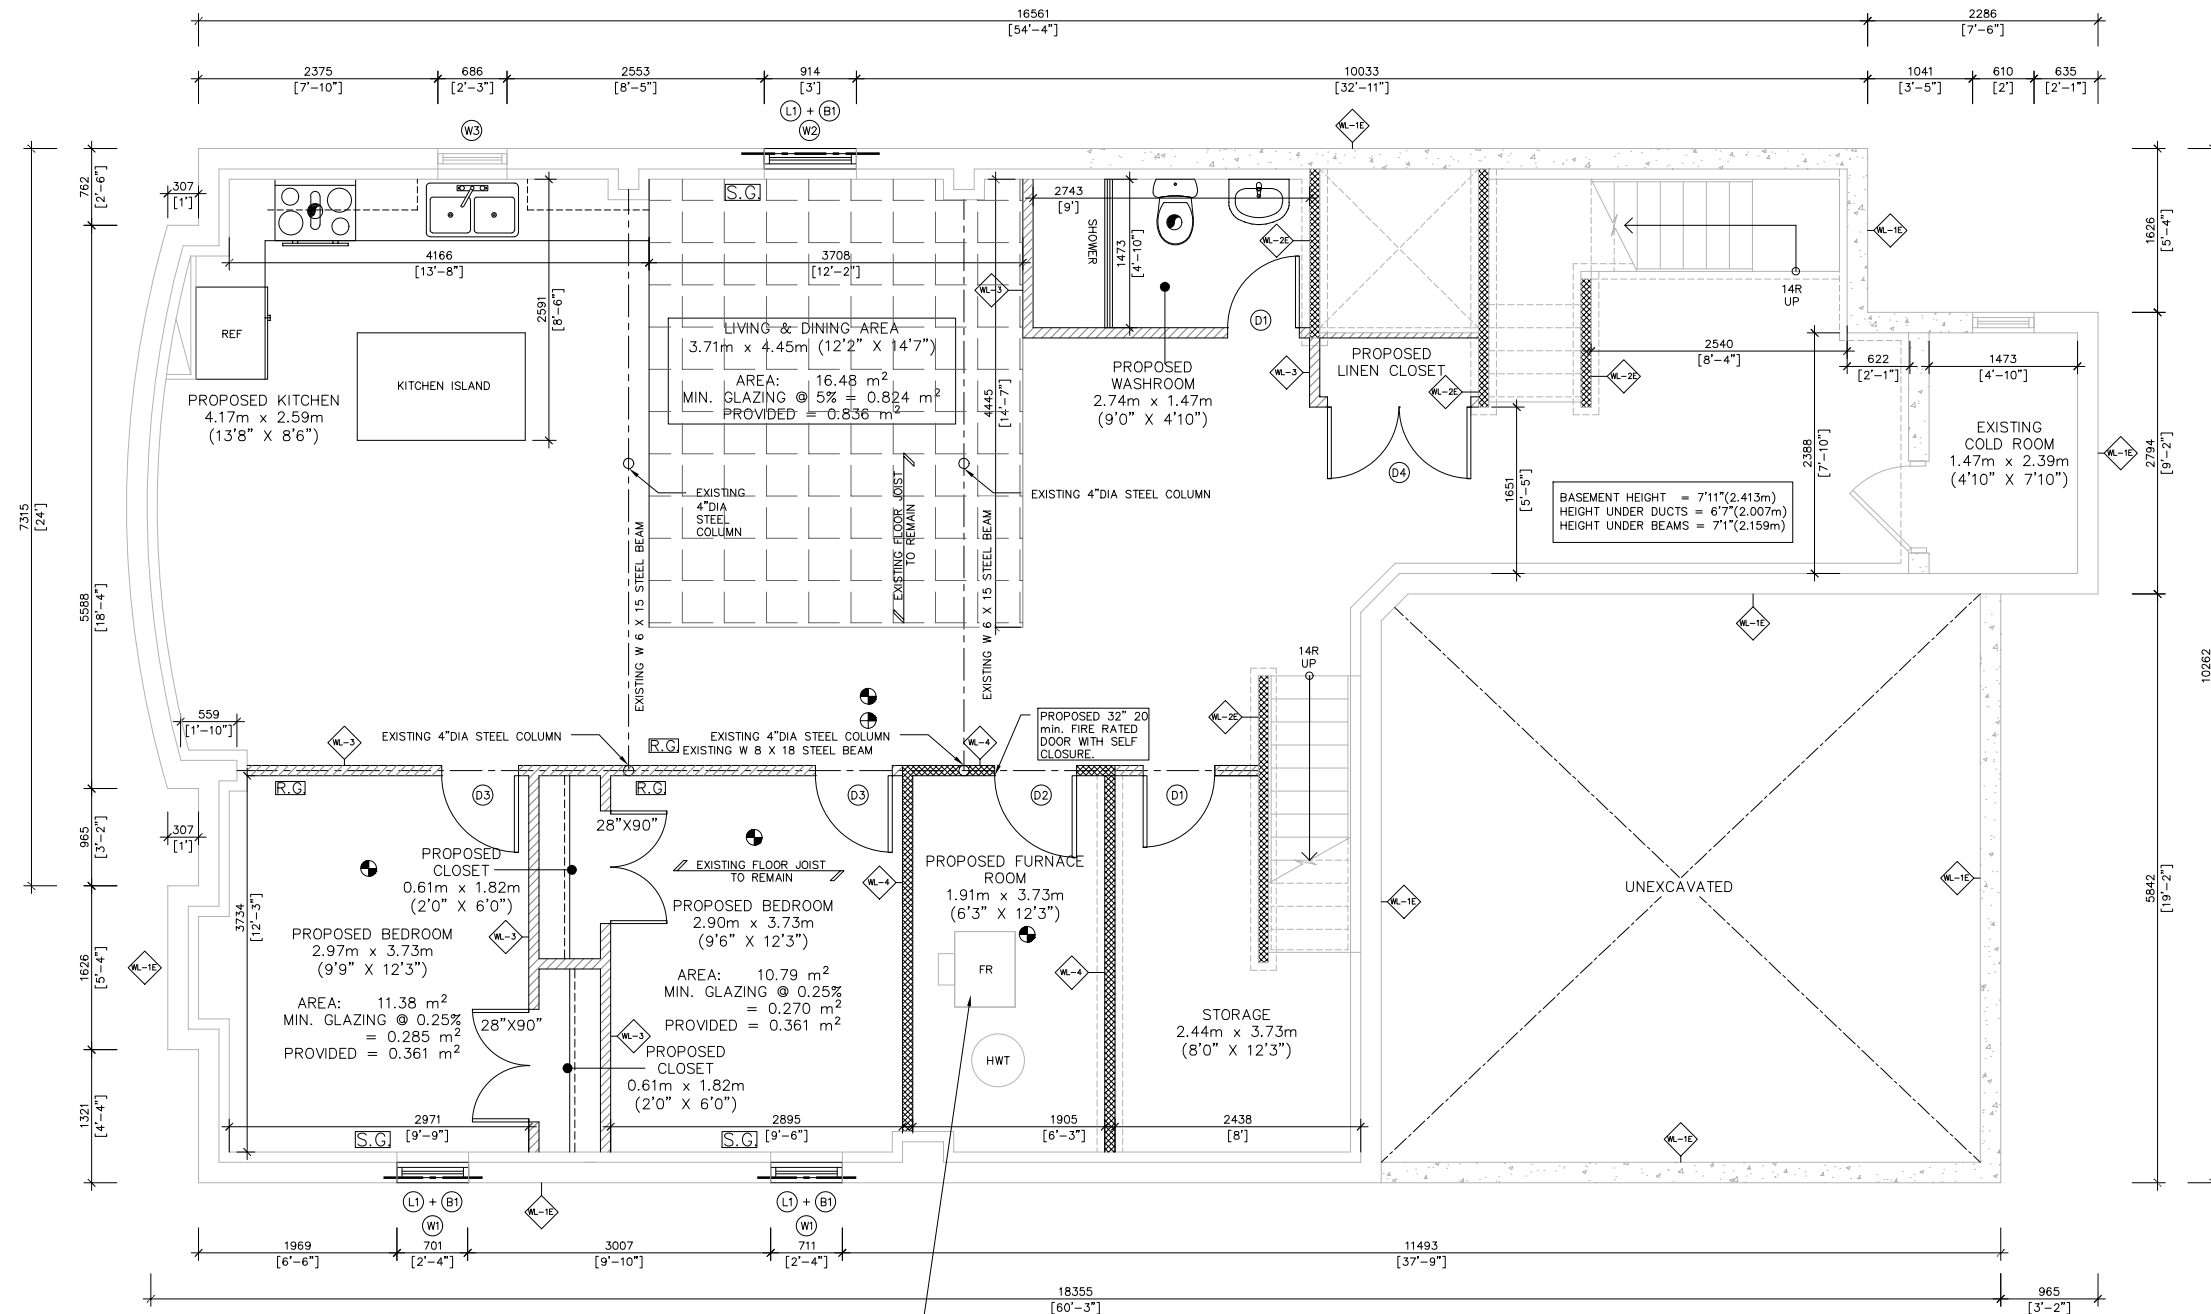 16561
[54'-4"]
2286
[7'-6"]
2375
[7'-10"]
686
[2'-3"]
2553
[8'-5"]
914
[3']
10033
[32'-11"]
1041
[3'-5"]
610
[2']
635
[2'-1"]
L1 + B1
W3
W2
WL-1E
7315
[24']
762
[2'-6"]
307
[1']
5588
[18'-4"]
965
[3'-2"]
307
[1']
1626
[5'-4"]
1321
[4'-4"]
559
[1'-10"]
WL-1E
S.G.
4166
[13'-8"]
3708
[12'-2"]
2591
[8'-6"]
4445
[14'-7"]
REF
KITCHEN ISLAND
PROPOSED KITCHEN
4.17m x 2.59m
(13'8" X 8'6")
LIVING & DINING AREA
3.71m x 4.45m (12'2" X 14'7")
AREA: 16.48 m²
MIN. GLAZING @ 5% = 0.824 m²
PROVIDED = 0.836 m²
EXISTING
4"DIA
STEEL
COLUMN
EXISTING W 6 X 15 STEEL BEAM
EXISTING FLOOR JOIST
TO REMAIN
EXISTING W 6 X 15 STEEL BEAM
EXISTING 4"DIA STEEL COLUMN
2743
[9']
SHOWER
1473
[4'-10"]
WL-2E
WL-3
D1
PROPOSED
WASHROOM
2.74m x 1.47m
(9'0" X 4'10")
WL-3
PROPOSED
LINEN CLOSET
WL-2E
D4
14R
UP
WL-1E
2540
[8'-4"]
WL-2E
622
[2'-1"]
1473
[4'-10"]
1651
[5'-5"]
2388
[7'-10"]
EXISTING
COLD ROOM
1.47m x 2.39m
(4'10" X 7'10")
WL-1E
BASEMENT HEIGHT = 7'11"(2.413m)
HEIGHT UNDER DUCTS = 6'7"(2.007m)
HEIGHT UNDER BEAMS = 7'1"(2.159m)
1626
[5'-4"]
2794
[9'-2"]
5842
[19'-2"]
10262
WL-3
EXISTING 4"DIA STEEL COLUMN
R.G.
EXISTING 4"DIA STEEL COLUMN
EXISTING W 8 X 18 STEEL BEAM
WL-4
PROPOSED 32" 20
min. FIRE RATED
DOOR WITH SELF
CLOSURE.
WL-2E
14R
UP
WL-1E
R.G.
D3
R.G.
D3
D2
D1
28"X90"
PROPOSED
CLOSET
0.61m x 1.82m
(2'0" X 6'0")
EXISTING FLOOR JOIST
TO REMAIN
3734
[12'-3"]
PROPOSED BEDROOM
2.97m x 3.73m
(9'9" X 12'3")
AREA: 11.38 m²
MIN. GLAZING @ 0.25%
= 0.285 m²
PROVIDED = 0.361 m²
WL-3
28"X90"
PROPOSED BEDROOM
2.90m x 3.73m
(9'6" X 12'3")
AREA: 10.79 m²
MIN. GLAZING @ 0.25%
= 0.270 m²
PROVIDED = 0.361 m²
WL-3
PROPOSED
CLOSET
0.61m x 1.82m
(2'0" X 6'0")
WL-4
PROPOSED FURNACE
ROOM
1.91m x 3.73m
(6'3" X 12'3")
FR
HWT
WL-4
STORAGE
2.44m x 3.73m
(8'0" X 12'3")
UNEXCAVATED
WL-1E
WL-1E
WL-1E
2971
[9'-9"]
2895
[9'-6"]
1905
[6'-3"]
2438
[8']
S.G.
S.G.
L1 + B1
W1
WL-1E
L1 + B1
W1
1969
[6'-6"]
701
[2'-4"]
3007
[9'-10"]
711
[2'-4"]
11493
[37'-9"]
18355
[60'-3"]
965
[3'-2"]